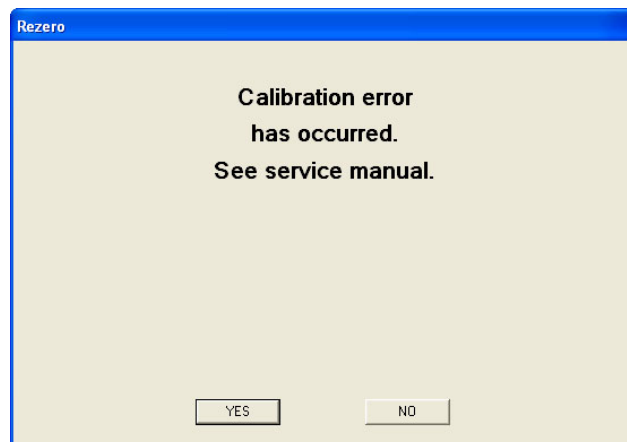 Rezero
Calibration error
has occurred.
See service manual.
YES NO